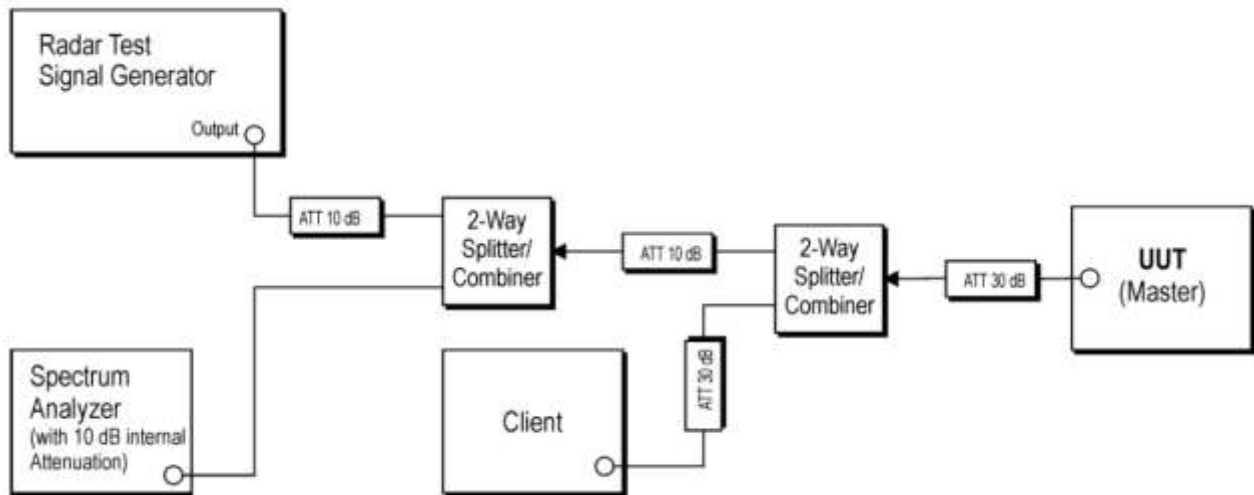 Radar Test
Signal Generator
Output
ATT 10 dB
2-Way
Splitter/
Combiner
ATT 10 dB
2-Way
Splitter/
Combiner
ATT 30 dB
UUT
(Master)
Spectrum
Analyzer
(with 10 dB internal
Attenuation)
Client
ATT 30 dB